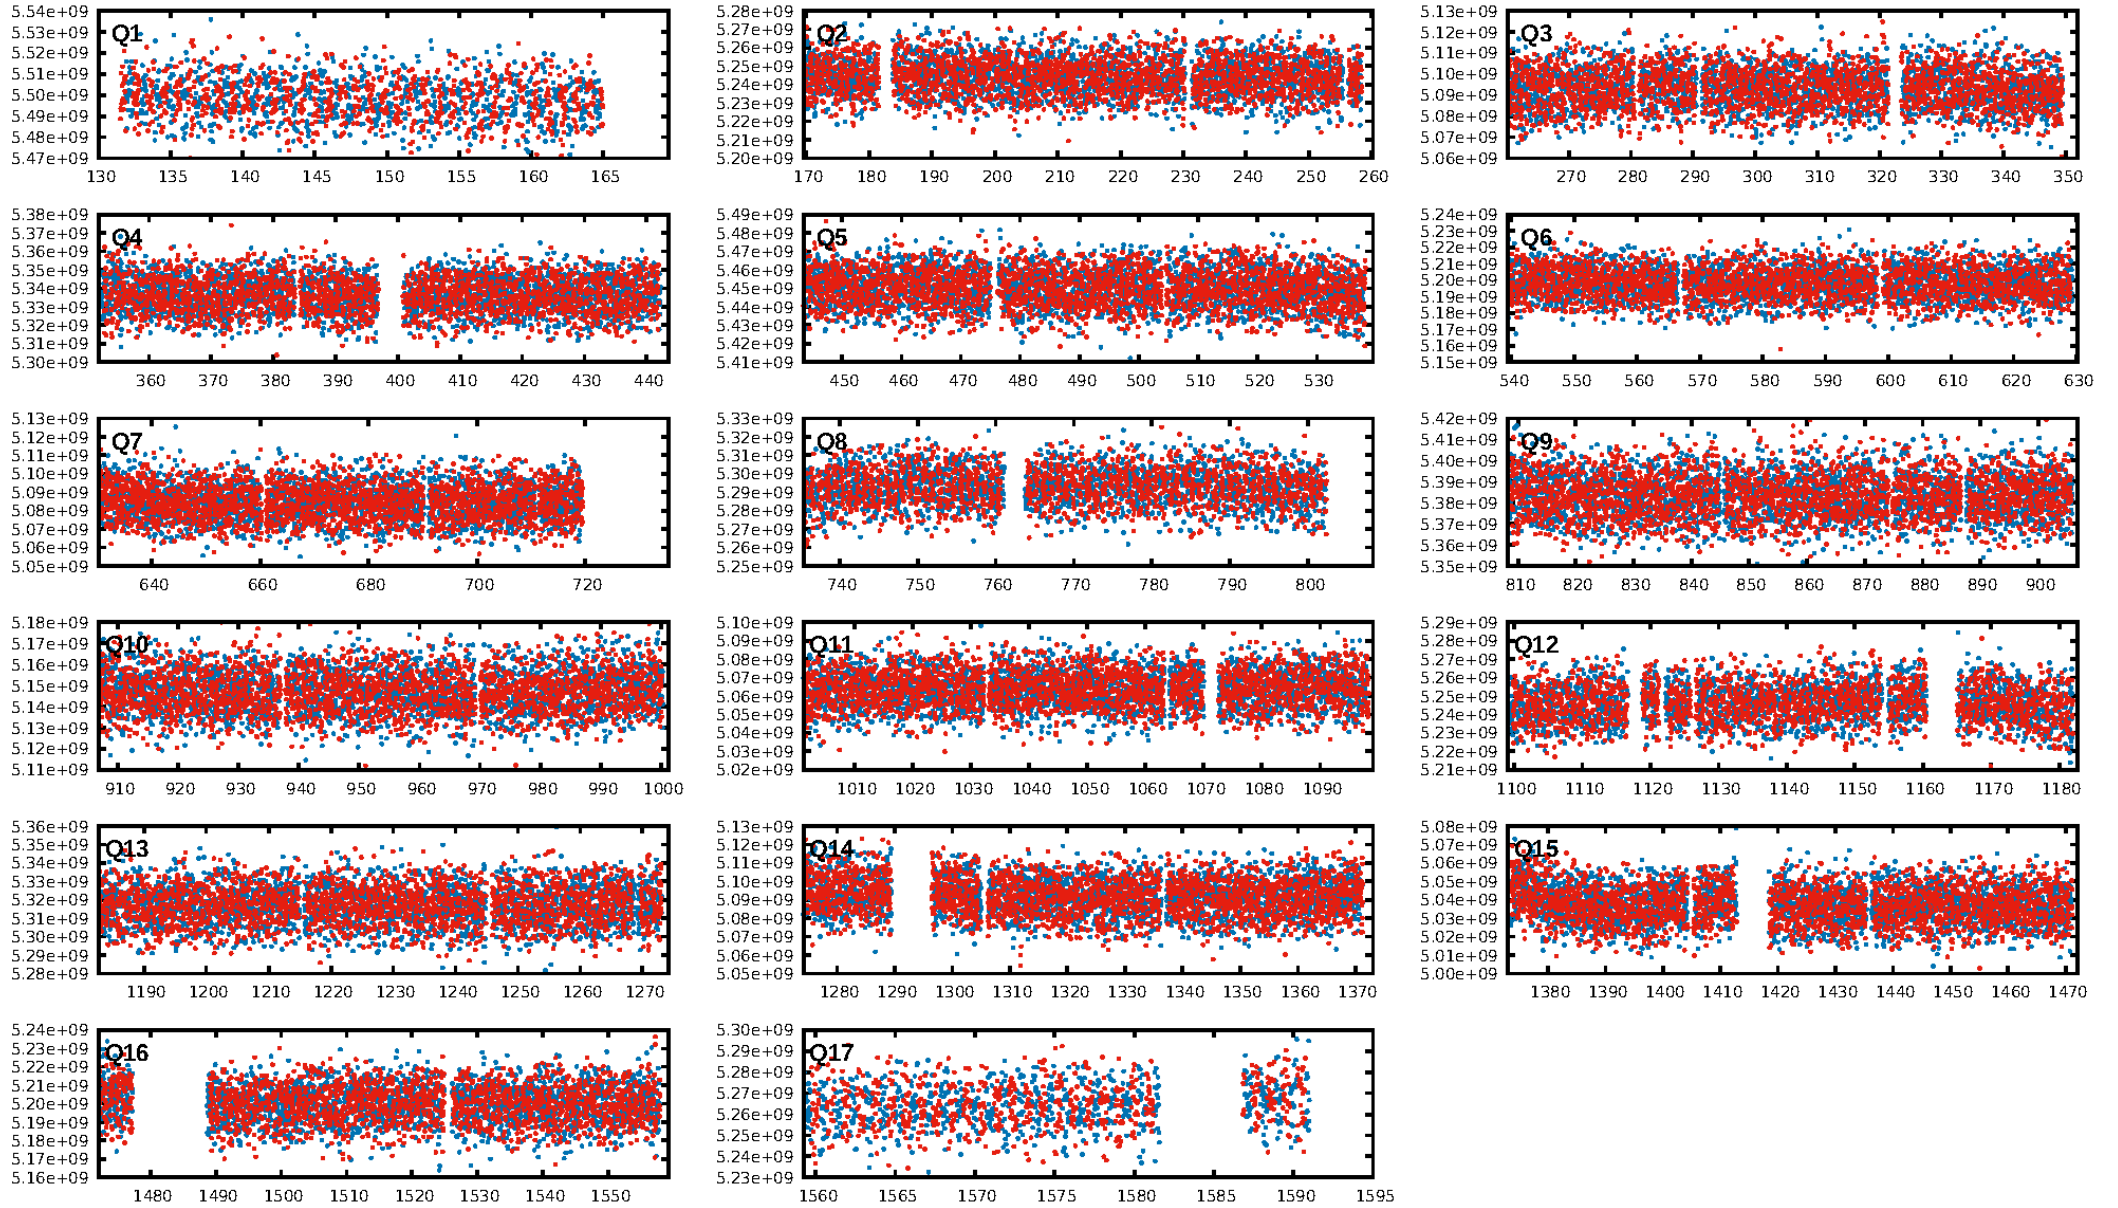 5.54e+09
5.53e+09
5.52e+09
5.51e+09
5.50e+09
5.49e+09
5.48e+09
5.47e+09
Q1
130 135 140 145 150 155 160 165
5.28e+09
5.27e+09
5.26e+09
5.25e+09
5.24e+09
5.23e+09
5.22e+09
5.21e+09
5.20e+09
Q2
170 180 190 200 210 220 230 240 250 260
5.13e+09
5.12e+09
5.11e+09
5.10e+09
5.09e+09
5.08e+09
5.07e+09
5.06e+09
Q3
270 280 290 300 310 320 330 340 350
5.38e+09
5.37e+09
5.36e+09
5.35e+09
5.34e+09
5.33e+09
5.32e+09
5.31e+09
5.30e+09
Q4
360 370 380 390 400 410 420 430 440
5.49e+09
5.48e+09
5.47e+09
5.46e+09
5.45e+09
5.44e+09
5.43e+09
5.42e+09
5.41e+09
Q5
450 460 470 480 490 500 510 520 530
5.24e+09
5.23e+09
5.22e+09
5.21e+09
5.20e+09
5.19e+09
5.18e+09
5.17e+09
5.16e+09
5.15e+09
Q6
540 550 560 570 580 590 600 610 620 630
5.13e+09
5.12e+09
5.11e+09
5.10e+09
5.09e+09
5.08e+09
5.07e+09
5.06e+09
5.05e+09
Q7
640 660 680 700 720
5.33e+09
5.32e+09
5.31e+09
5.30e+09
5.29e+09
5.28e+09
5.27e+09
5.26e+09
5.25e+09
Q8
740 750 760 770 780 790 800
5.42e+09
5.41e+09
5.40e+09
5.39e+09
5.38e+09
5.37e+09
5.36e+09
5.35e+09
Q9
810 820 830 840 850 860 870 880 890 900
5.18e+09
5.17e+09
5.16e+09
5.15e+09
5.14e+09
5.13e+09
5.12e+09
5.11e+09
Q10
910 920 930 940 950 960 970 980 990 1000
5.10e+09
5.09e+09
5.08e+09
5.07e+09
5.06e+09
5.05e+09
5.04e+09
5.03e+09
5.02e+09
Q11
1010 1020 1030 1040 1050 1060 1070 1080 1090
5.29e+09
5.28e+09
5.27e+09
5.26e+09
5.25e+09
5.24e+09
5.23e+09
5.22e+09
5.21e+09
Q12
1100 1110 1120 1130 1140 1150 1160 1170 1180
5.36e+09
5.35e+09
5.34e+09
5.33e+09
5.32e+09
5.31e+09
5.30e+09
5.29e+09
5.28e+09
Q13
1190 1200 1210 1220 1230 1240 1250 1260 1270
5.13e+09
5.12e+09
5.11e+09
5.10e+09
5.09e+09
5.08e+09
5.07e+09
5.06e+09
5.05e+09
Q14
1280 1290 1300 1310 1320 1330 1340 1350 1360 1370
5.08e+09
5.07e+09
5.06e+09
5.05e+09
5.04e+09
5.03e+09
5.02e+09
5.01e+09
5.00e+09
Q15
1380 1390 1400 1410 1420 1430 1440 1450 1460 1470
5.24e+09
5.23e+09
5.22e+09
5.21e+09
5.20e+09
5.19e+09
5.18e+09
5.17e+09
5.16e+09
Q16
1480 1490 1500 1510 1520 1530 1540 1550
5.30e+09
5.29e+09
5.28e+09
5.27e+09
5.26e+09
5.25e+09
5.24e+09
5.23e+09
Q17
1560 1565 1570 1575 1580 1585 1590 1595